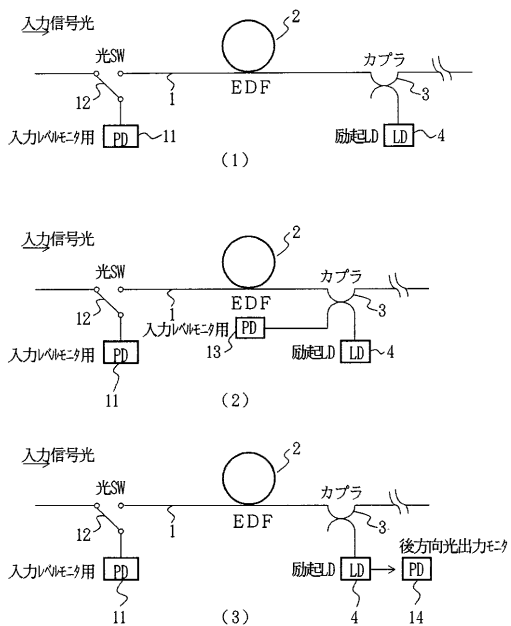 入力信号光
光SW
12
1
2
EDF
カプラ
3
入力レベルモニタ用 PD 11
励起LD LD 4
(1)
入力信号光
光SW
12
1
2
EDF
カプラ
3
入力レベルモニタ用 PD
13
入力レベルモニタ用 PD
11
励起LD LD 4
(2)
入力信号光
光SW
12
1
2
EDF
カプラ
3
後方向光出力モニタ
入力レベルモニタ用 PD
11
励起LD LD PD
4 14
(3)